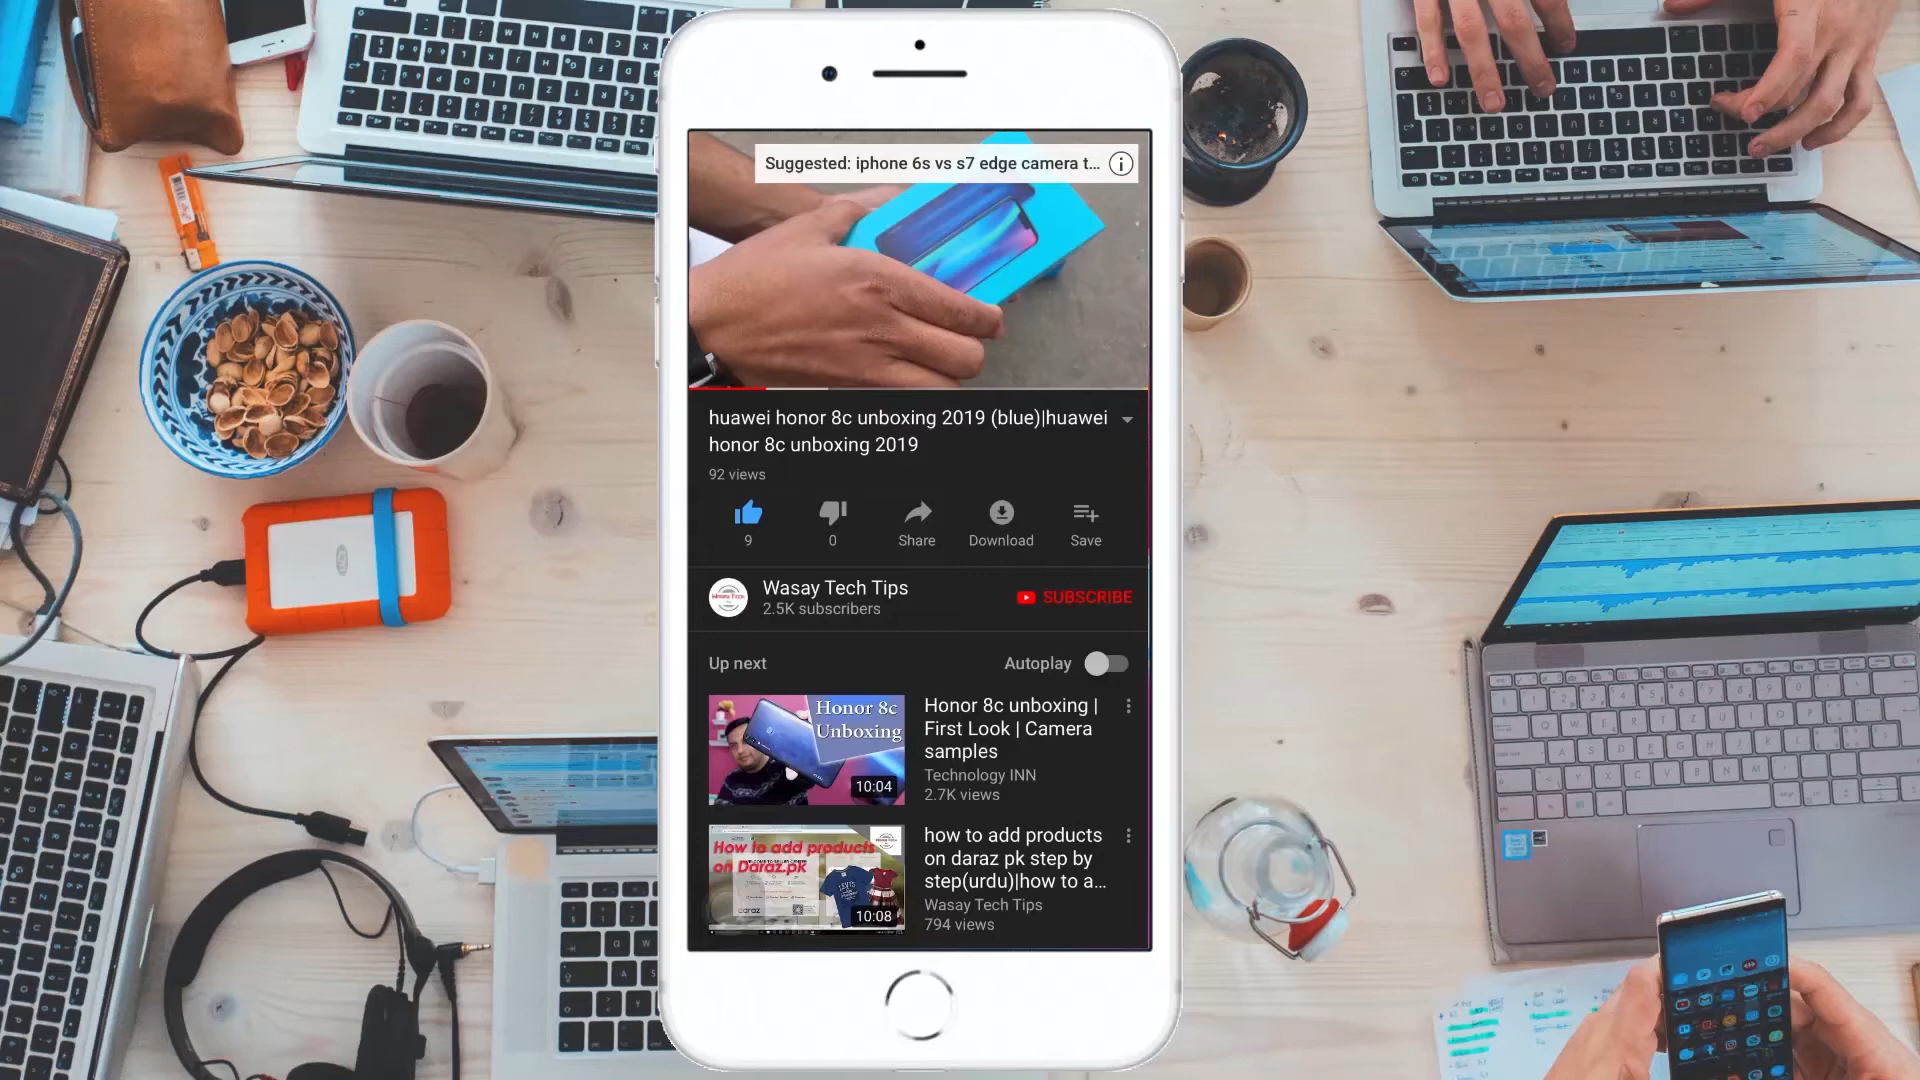 Suggested: iphone 6s vs s7 edge camera t...
huawei honor 8c unboxing 2019 (blue)|huawei
honor 8c unboxing 2019
92 views
9
0
Share
Download
Save
Wasay Tech Tips
2.5K subscribers
SUBSCRIBE
Up next
Autoplay
Honor 8c
Unboxing
10:04
Honor 8c unboxing |
First Look | Camera
samples
Technology INN
2.7K views
How to add products
on Daraz.pk
daraz
10:08
how to add products
on daraz pk step by
step(urdu)|how to a...
Wasay Tech Tips
794 views